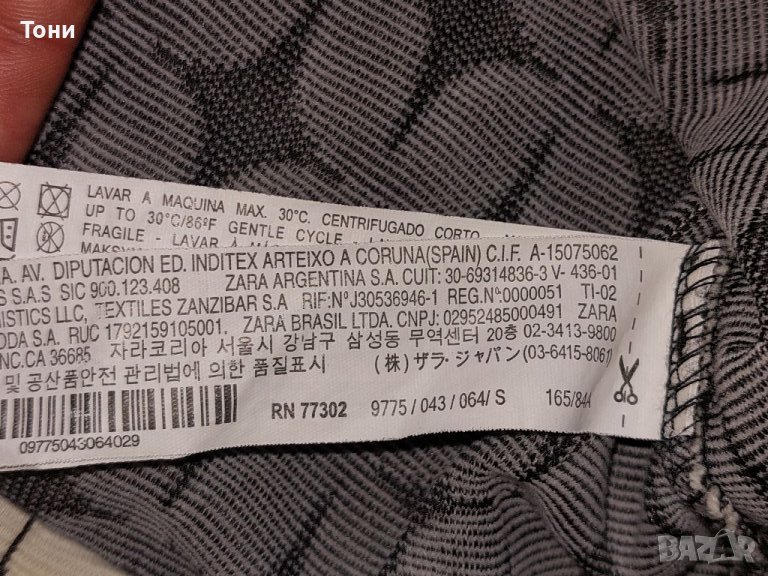 Тони
LAVAR A MAQUINA MAX. 30°C. CENTRIFUGADO CORTO
UP TO 30°C/86°F GENTLE CYCLE
FRAGILE - LAVAR À
A. AV. DIPUTACION ED. INDITEX ARTEIXO A CORUNA(SPAIN) C.I.F. A-15075062
S S.A.S SIC 900.123.408 ZARA ARGENTINA S.A. CUIT: 30-69314836-3 V- 436-01
NISTICS LLC, TEXTILES ZANZIBAR S.A RIF:NºJ30536946-1 REG.Nº:0000051 TI-02
ODA S.A. RUC 1792159105001. ZARA BRASIL LTDA. CNPJ: 02952485000491 ZARA
NC.CA 36685 자라코리아 서울시 강남구 삼성동 무역센터 20층 02-3413-9800
및 공산품안전 관리법에 의한 품질표시 (株) ザラ・ジャパン (03-6415-8061)
RN 77302 9775 / 043 / 064/ S 165/84A
09775043064029
BAZAR